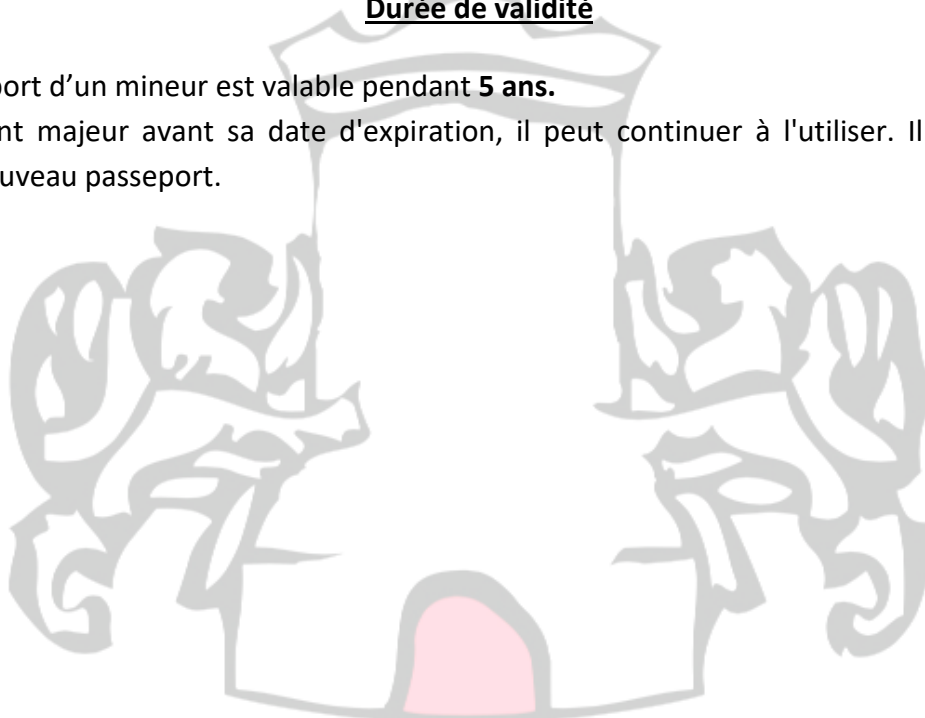 Durée de validité
port d’un mineur est valable pendant 5 ans.
nt majeur avant sa date d'expiration, il peut continuer à l'utiliser. Il
uveau passeport.